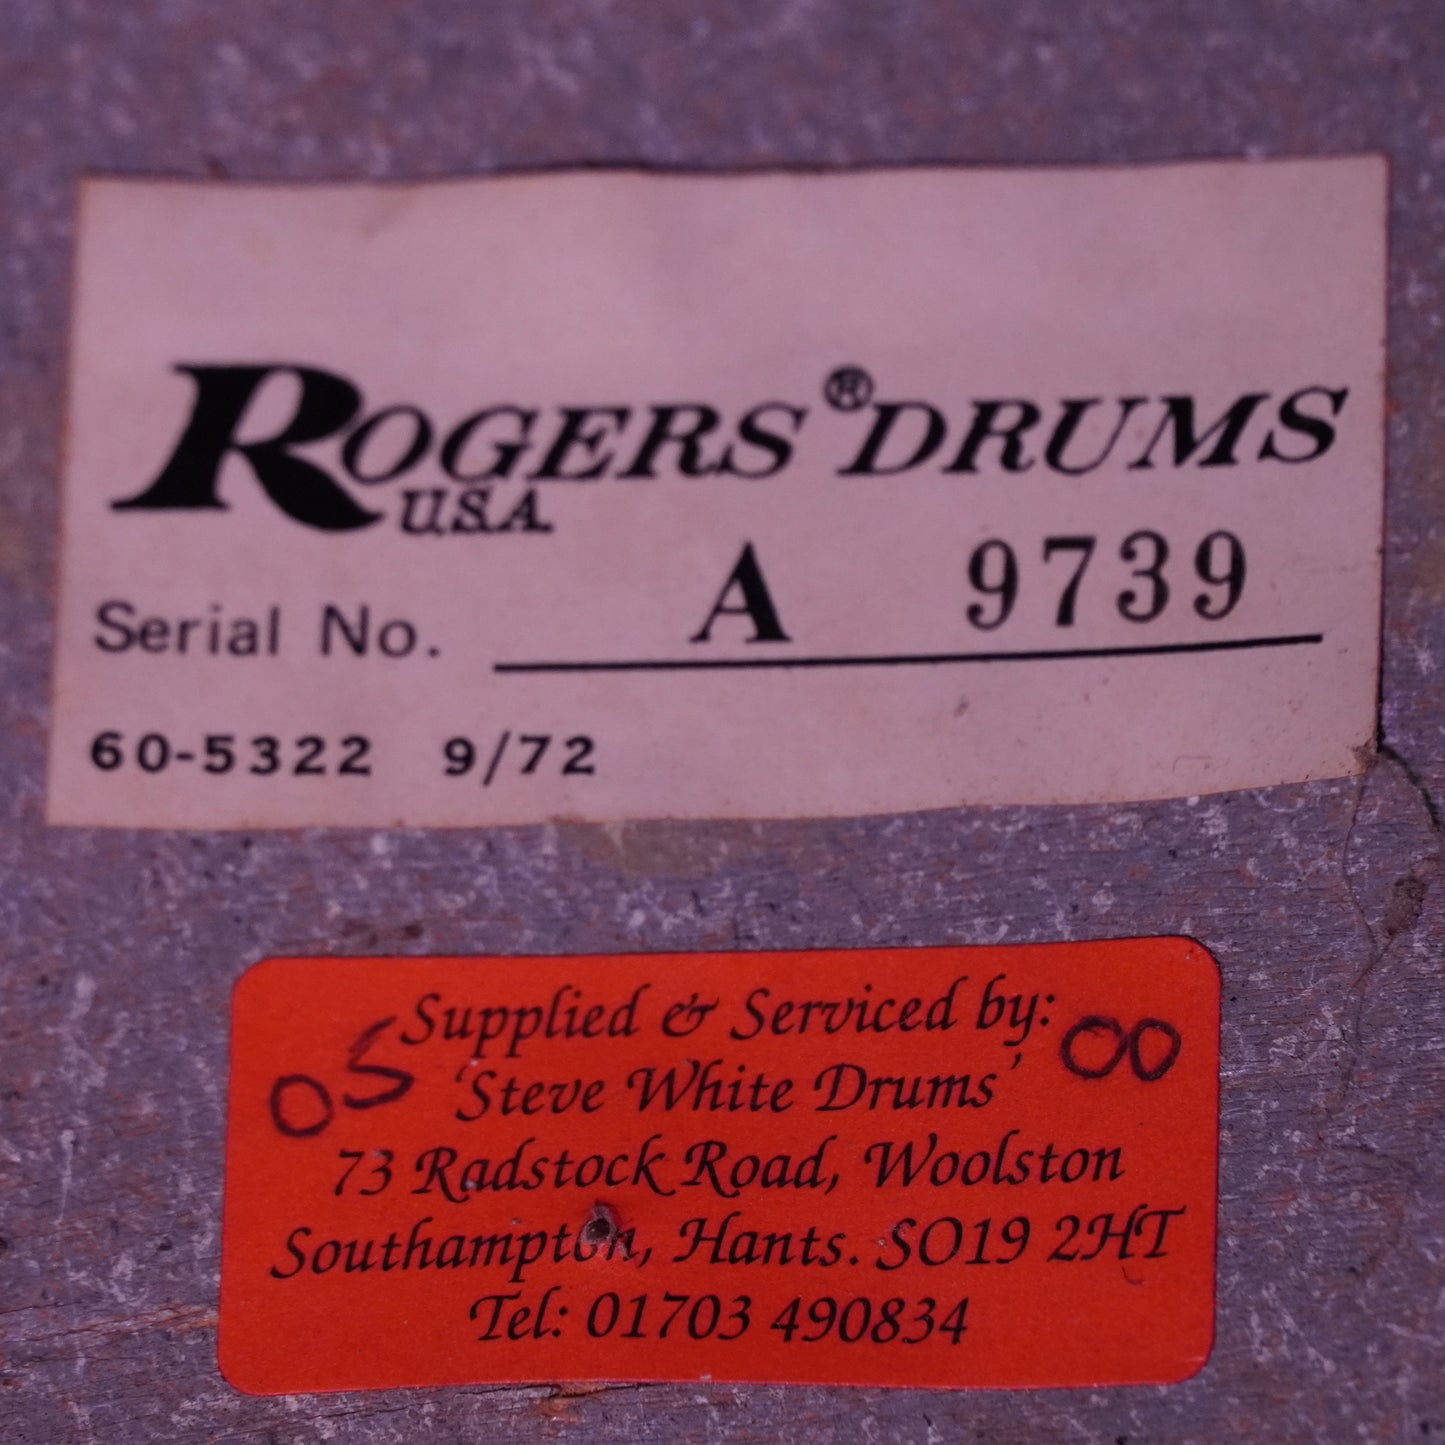 ROGERS® DRUMS
U.S.A.
Serial No. A 9739
60-5322 9/72
Supplied & Serviced by:
05 'Steve White Drums' 00
73 Radstock Road, Woolston
Southampton, Hants. SO19 2HT
Tel: 01703 490834